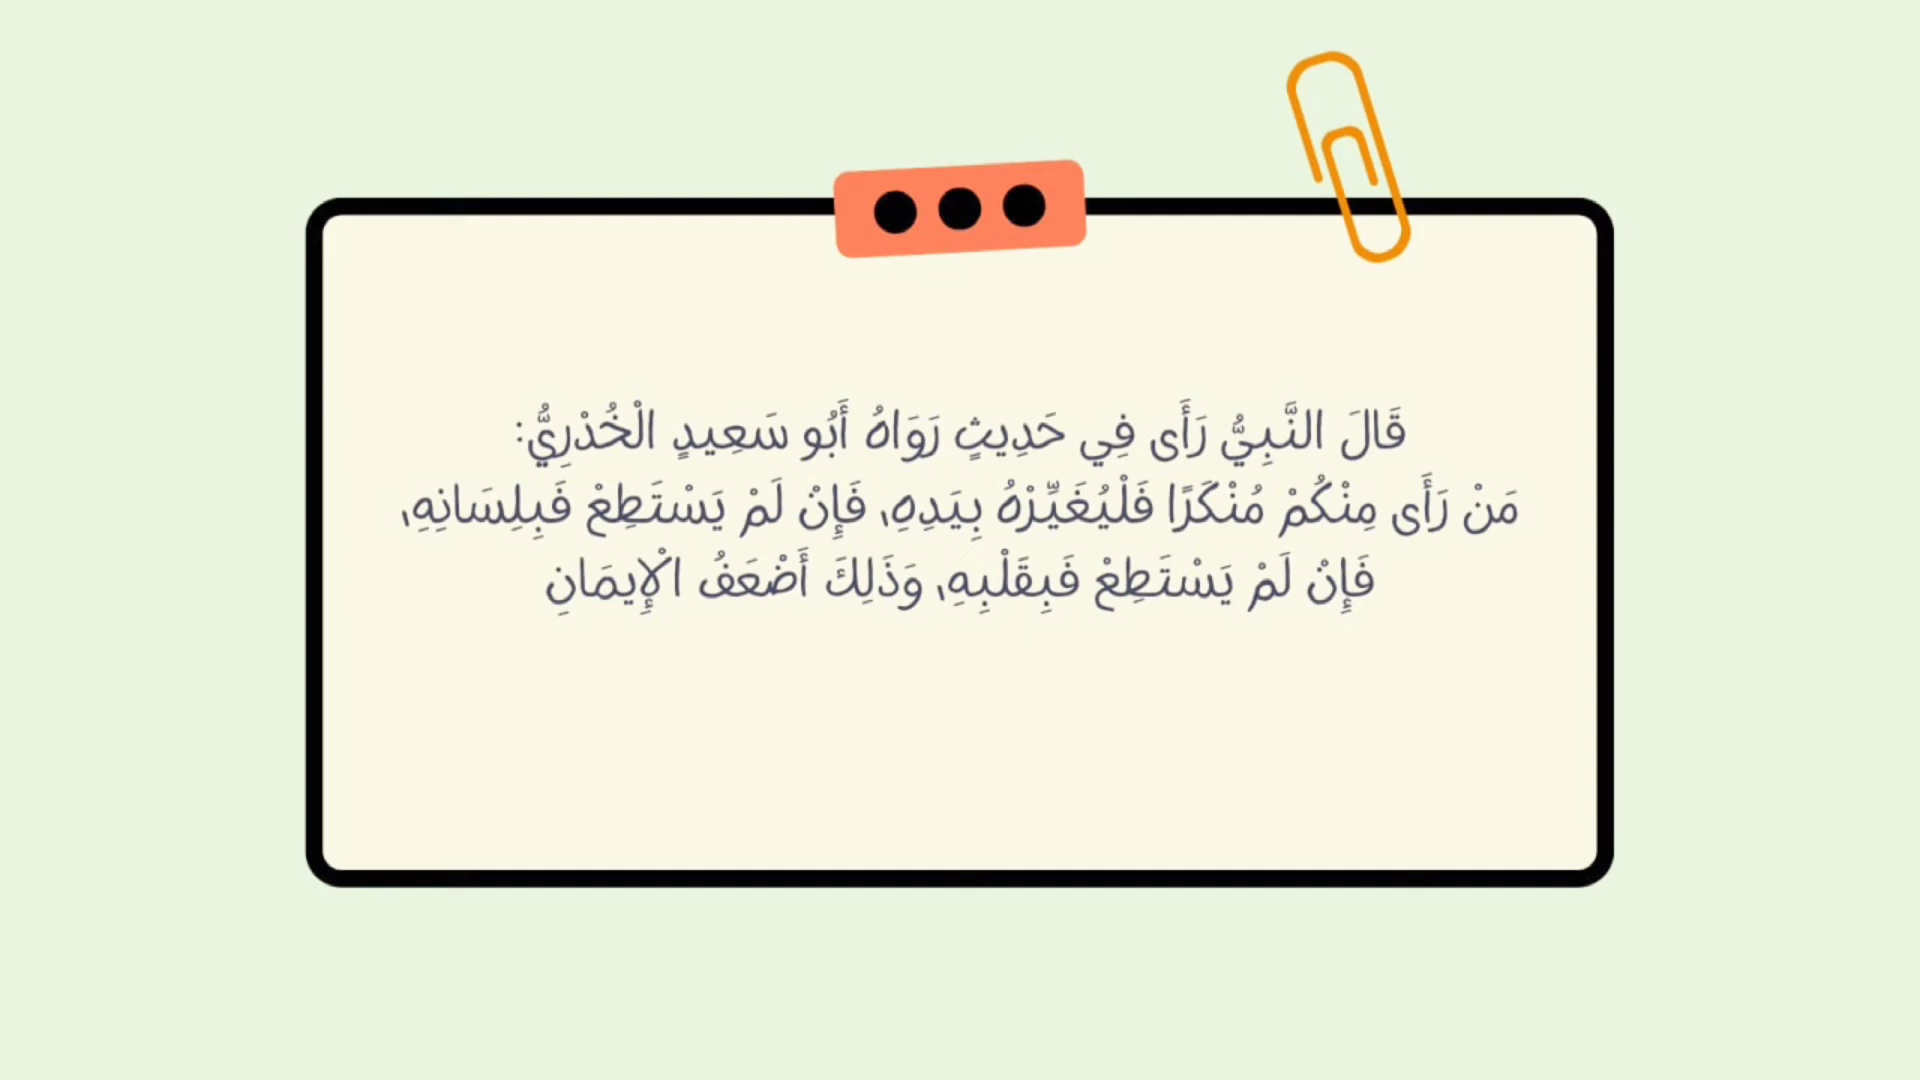 قَالَ النَّبِيُّ رَأَى فِي حَدِيثٍ رَوَاهُ أَبُو سَعِيدٍ الْخُدْرِيُّ:
مَنْ رَأَى مِنْكُمْ مُنْكَرًا فَلْيُغَيِّرْهُ بِيَدِهِ، فَإِنْ لَمْ يَسْتَطِعْ فَبِلِسَانِهِ،
فَإِنْ لَمْ يَسْتَطِعْ فَبِقَلْبِهِ، وَذَلِكَ أَضْعَفُ الْإِيمَانِ